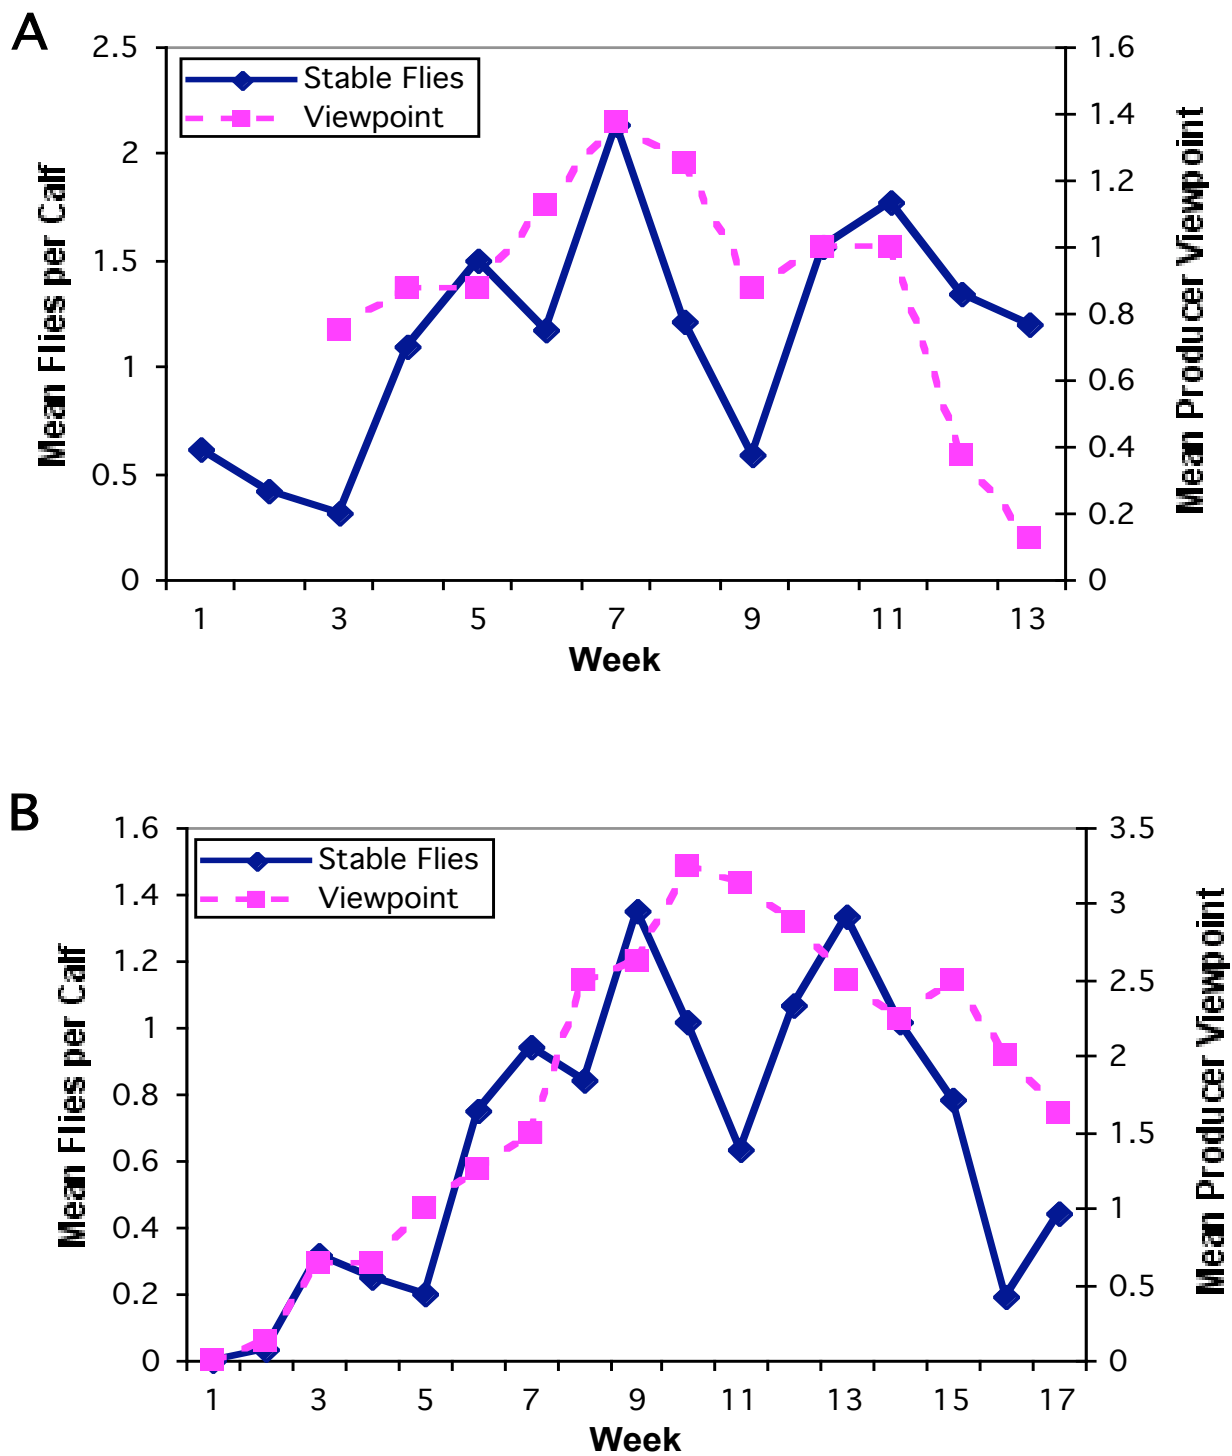 A
2.5
2
1.5
1
0.5
0
Mean Flies per Calf
Stable Flies
Viewpoint
1.6
1.4
1.2
1
0.8
0.6
0.4
0.2
0
Mean Producer Viewpoint
1 3 5 7 9 11 13
Week
B
1.6
1.4
1.2
1
0.8
0.6
0.4
0.2
0
Mean Flies per Calf
Stable Flies
Viewpoint
3.5
3
2.5
2
1.5
1
0.5
0
Mean Producer Viewpoint
1 3 5 7 9 11 13 15 17
Week